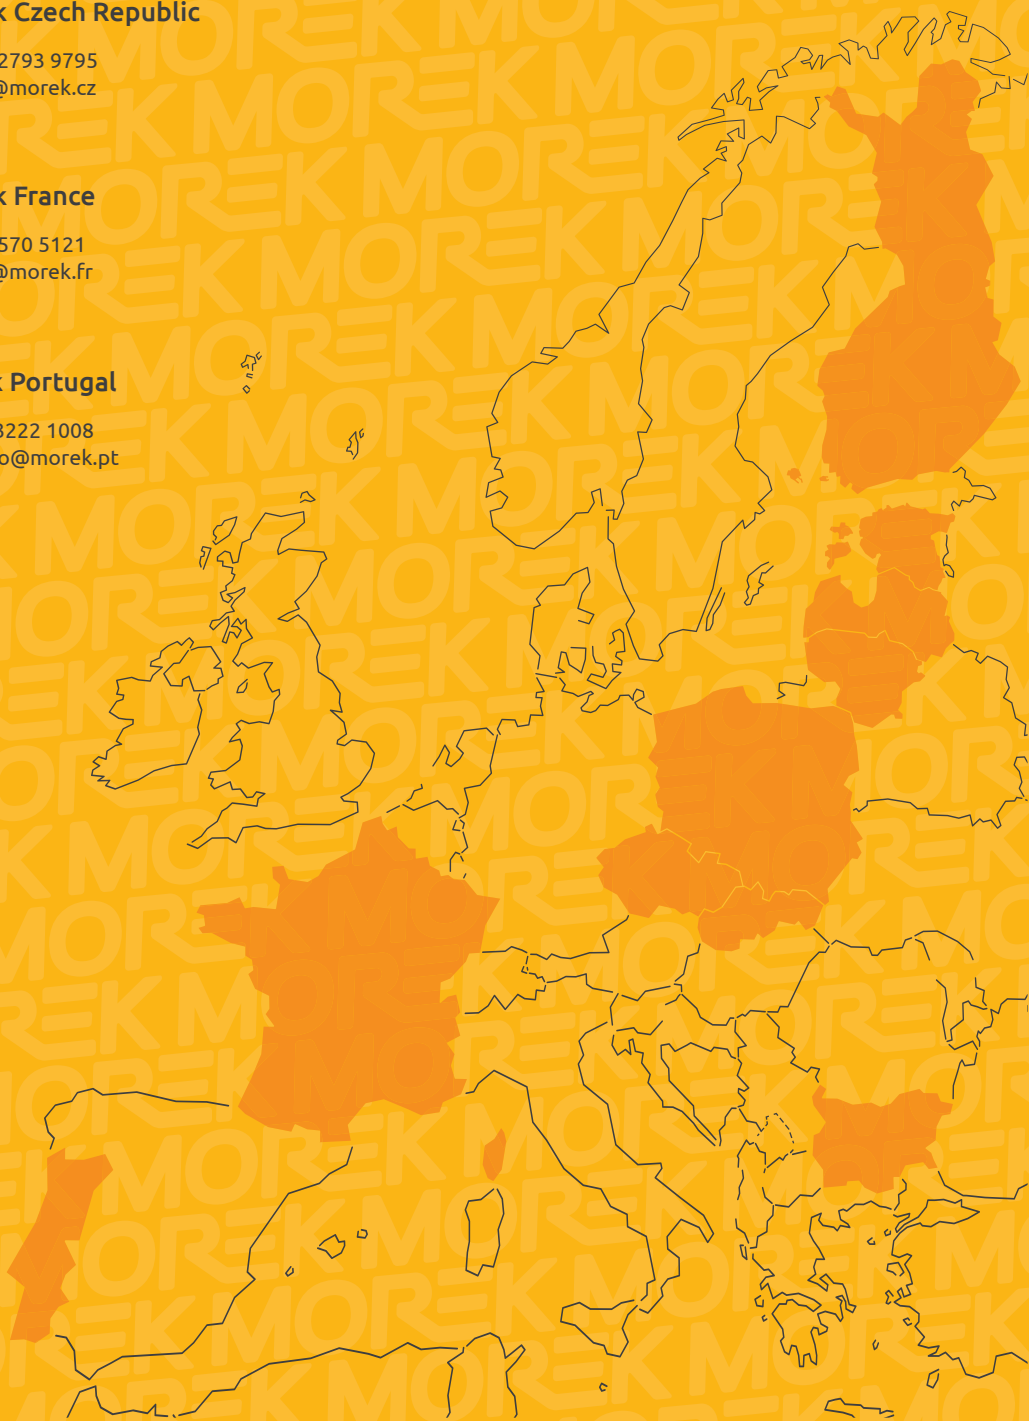 k Czech Republic
2793 9795
@morek.cz
k France
570 5121
@morek.fr
k Portugal
3222 1008
o@morek.pt